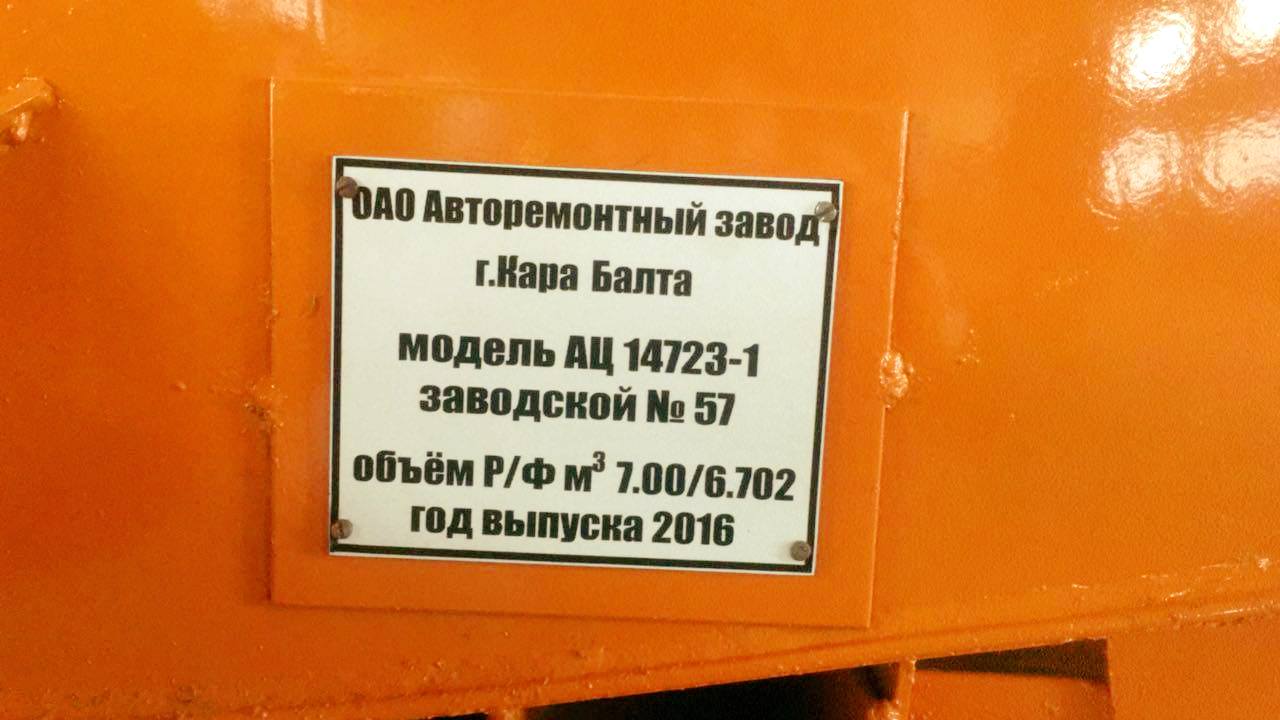 ОАО Авторемонтный завод
г.Кара Балта
модель АЦ 14723-1
заводской № 57
объём Р/Ф м³ 7.00/6.702
год выпуска 2016